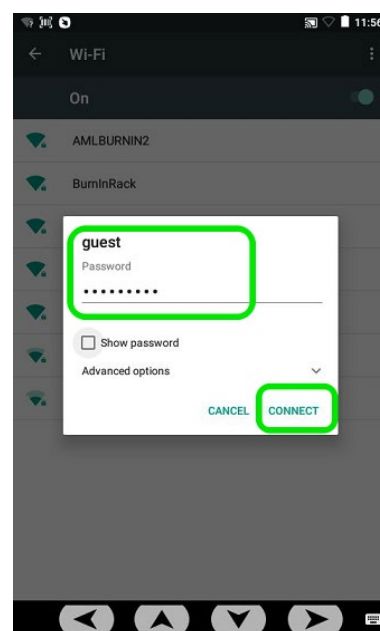 11:56
Wi-Fi
On
AMLBURNIN2
BurnInRack
guest
Password
•••••••••
Show password
Advanced options
CANCEL CONNECT